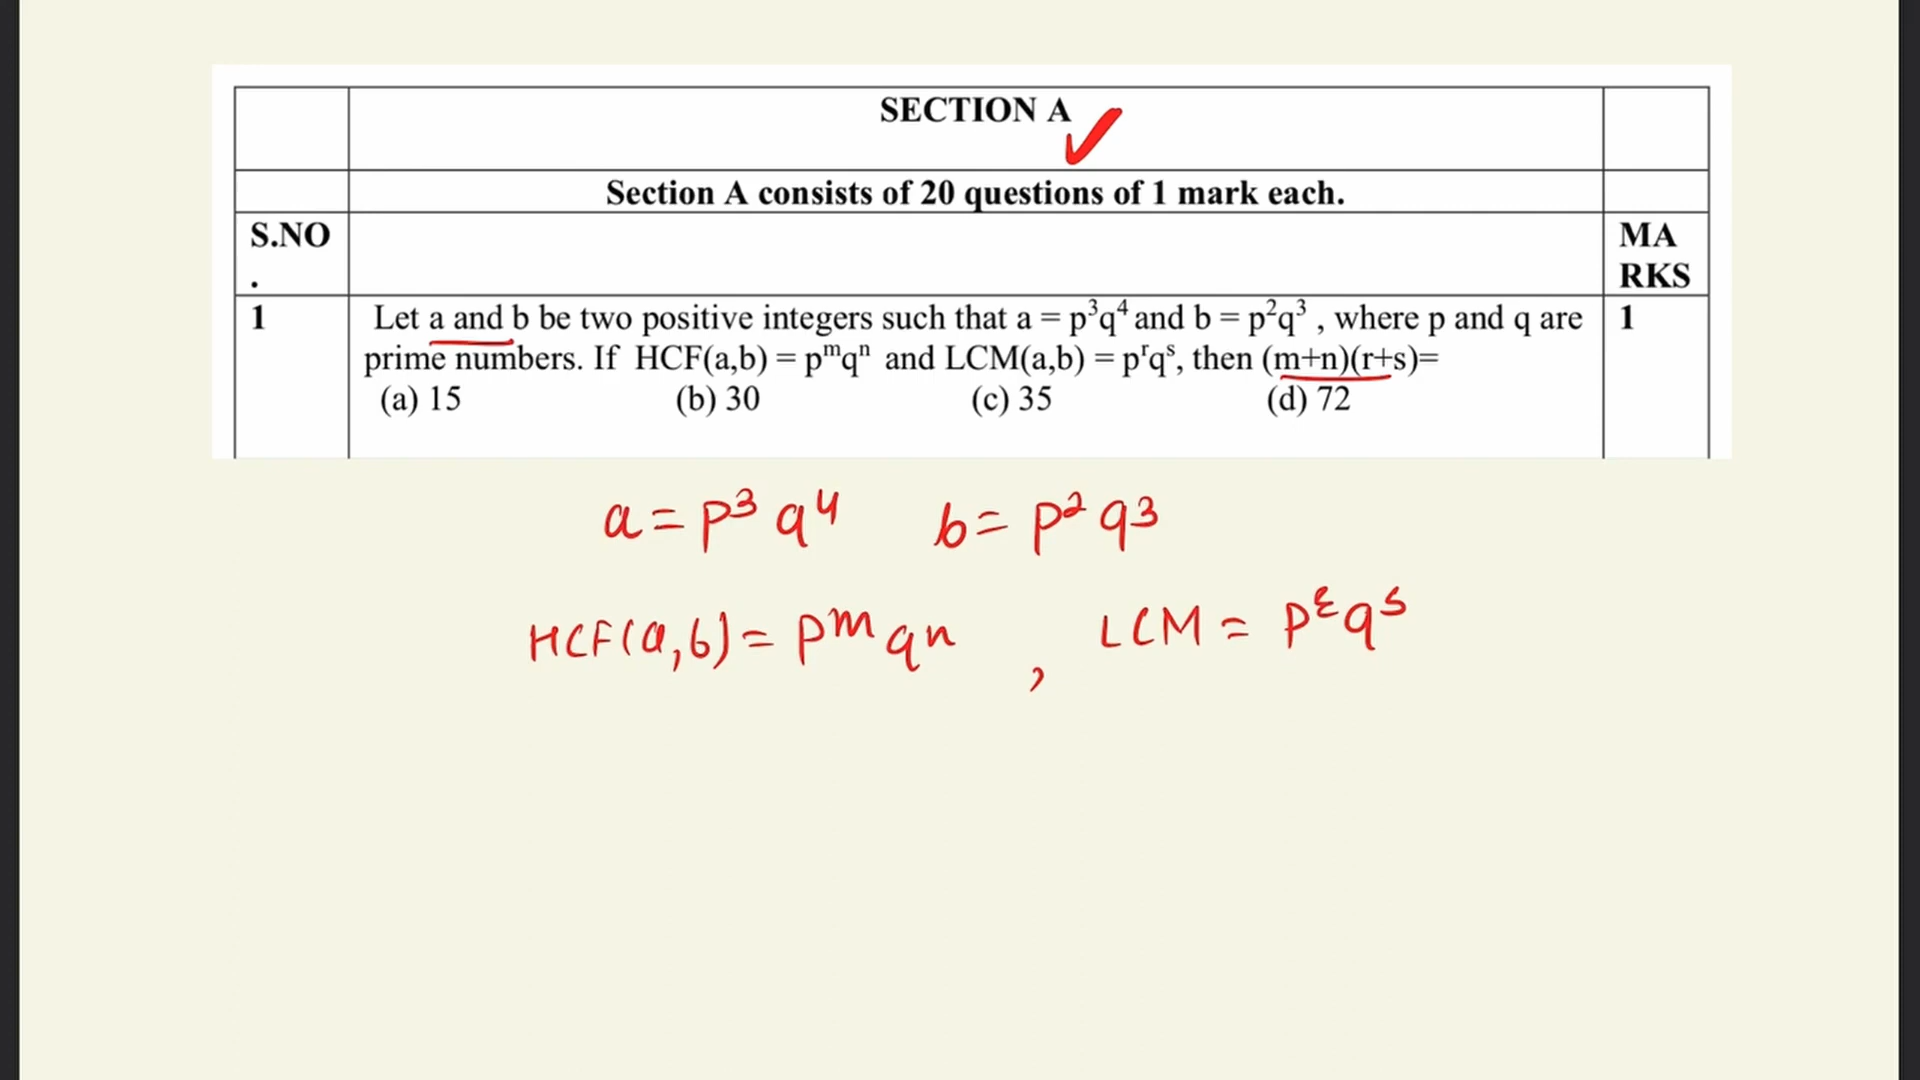 SECTION A
Section A consists of 20 questions of 1 mark each.
S.NO
.
MA
RKS
1 Let a and b be two positive integers such that a = p³q⁴ and b = p²q³ , where p and q are 1
prime numbers. If HCF(a,b) = pᵐqⁿ and LCM(a,b) = pʳqˢ, then (m+n)(r+s)=
(a) 15 (b) 30 (c) 35 (d) 72
a = p³ q⁴ b = p² q³
HCF(a,b) = pᵐ qⁿ , LCM = pʳqˢ